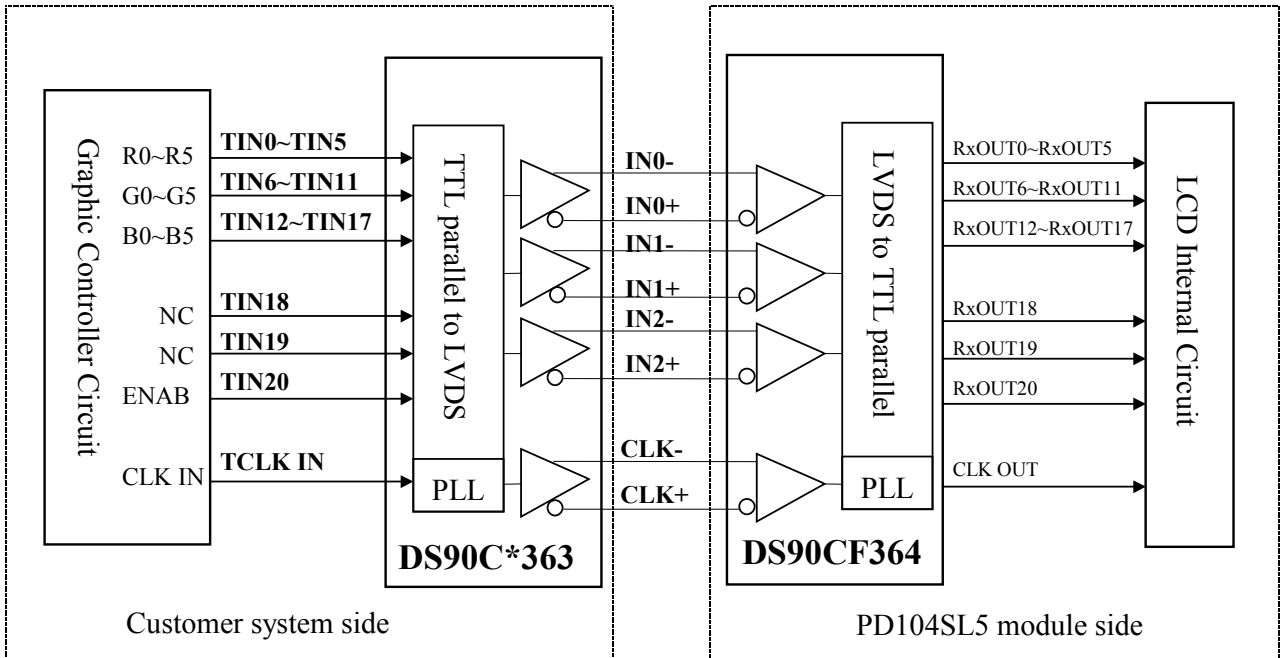 Graphic Controller Circuit
R0~R5
G0~G5
B0~B5
NC
NC
ENAB
CLK IN
TIN0~TIN5
TIN6~TIN11
TIN12~TIN17
TIN18
TIN19
TIN20
TCLK IN
TTL parallel to LVDS
PLL
DS90C*363
Customer system side
IN0-
IN0+
IN1-
IN1+
IN2-
IN2+
CLK-
CLK+
LVDS to TTL parallel
PLL
DS90CF364
RxOUT0~RxOUT5
RxOUT6~RxOUT11
RxOUT12~RxOUT17
RxOUT18
RxOUT19
RxOUT20
CLK OUT
LCD Internal Circuit
PD104SL5 module side